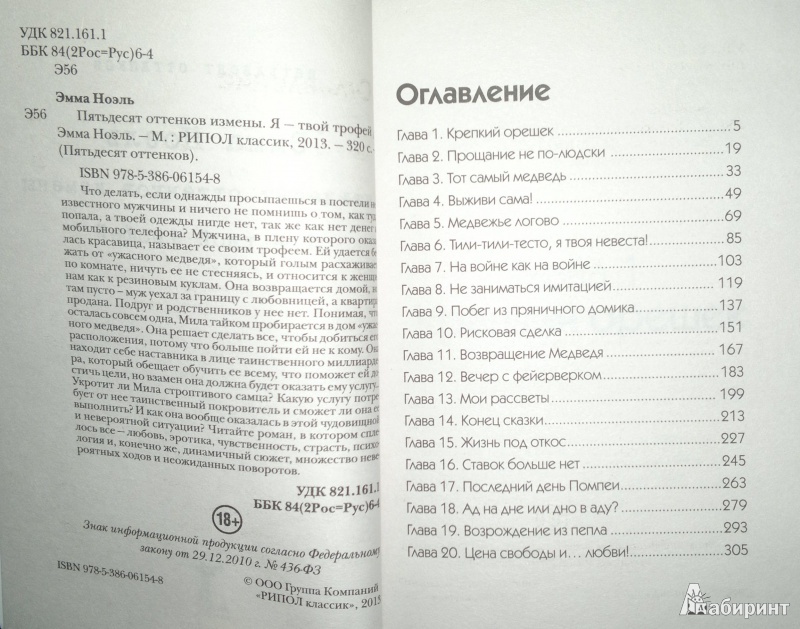 УДК 821.161.1
ББК 84(2Рос=Рус)6-4
Э56
Эмма Ноэль
Э56 Пятьдесят оттенков измены. Я — твой трофей
Эмма Ноэль. — М. : РИПОЛ классик, 2013. — 320 с.
(Пятьдесят оттенков).
ISBN 978-5-386-06154-8
Что делать, если однажды просыпаешься в постели
известного мужчины и ничего не помнишь о том, как
попала, а твоей одежды нигде нет, так же как нет денег
мобильного телефона? Мужчина, в плену которого
лась красавица, называет ее своим трофеем. Ей удается
жать от «ужасного медведя», который голым расхаживает
по комнате, ничуть ее не стесняясь, и относится к
нам как к резиновым куклам. Она возвращается домой,
там пусто – муж уехал за границу с любовницей, а
продана. Подруг и родственников у нее нет. Понимая, что
осталась совсем одна, Мила тайком пробирается в дом
ного медведя». Она решает сделать все, чтобы добиться
расположения, потому что больше пойти ей не к кому.
находит себе наставника в лице таинственного
ра, который обещает обучить ее всему, что поможет ей
стичь цели, но взамен она должна будет оказать ему услугу.
Укротит ли Мила строптивого самца? Какую услугу
бует от нее таинственный покровитель и сможет ли она
выполнить? И как она вообще оказалась в этой чудовищной
и невероятной ситуации? Читайте роман, в котором
лось все – любовь, эротика, чувственность, страсть,
логия и, конечно же, динамичный сюжет, множество
роятных ходов и неожиданных поворотов.
УДК 821.161.1
ББК 84(2Рос=Рус)6-4
18+
Знак информационной продукции согласно Федеральному
закону от 29.12.2010 г. № 436-ФЗ
ISBN 978-5-386-06154-8
© ООО Группа Компаний
«РИПОЛ классик», 2013
Оглавление
Глава 1. Крепкий орешек 5
Глава 2. Прощание не по-людски 19
Глава 3. Тот самый медведь 33
Глава 4. Выживи сама! 49
Глава 5. Медвежье логово 69
Глава 6. Тили-тили-тесто, я твоя невеста! 85
Глава 7. На войне как на войне 103
Глава 8. Не заниматься имитацией 119
Глава 9. Побег из пряничного домика 137
Глава 10. Рисковая сделка 151
Глава 11. Возвращение Медведя 167
Глава 12. Вечер с фейерверком 183
Глава 13. Мои рассветы 199
Глава 14. Конец сказки 213
Глава 15. Жизнь под откос 227
Глава 16. Ставок больше нет 245
Глава 17. Последний день Помпеи 263
Глава 18. Ад на дне или дно в аду? 279
Глава 19. Возрождение из пепла 293
Глава 20. Цена свободы и... любви! 305
Лабиринт